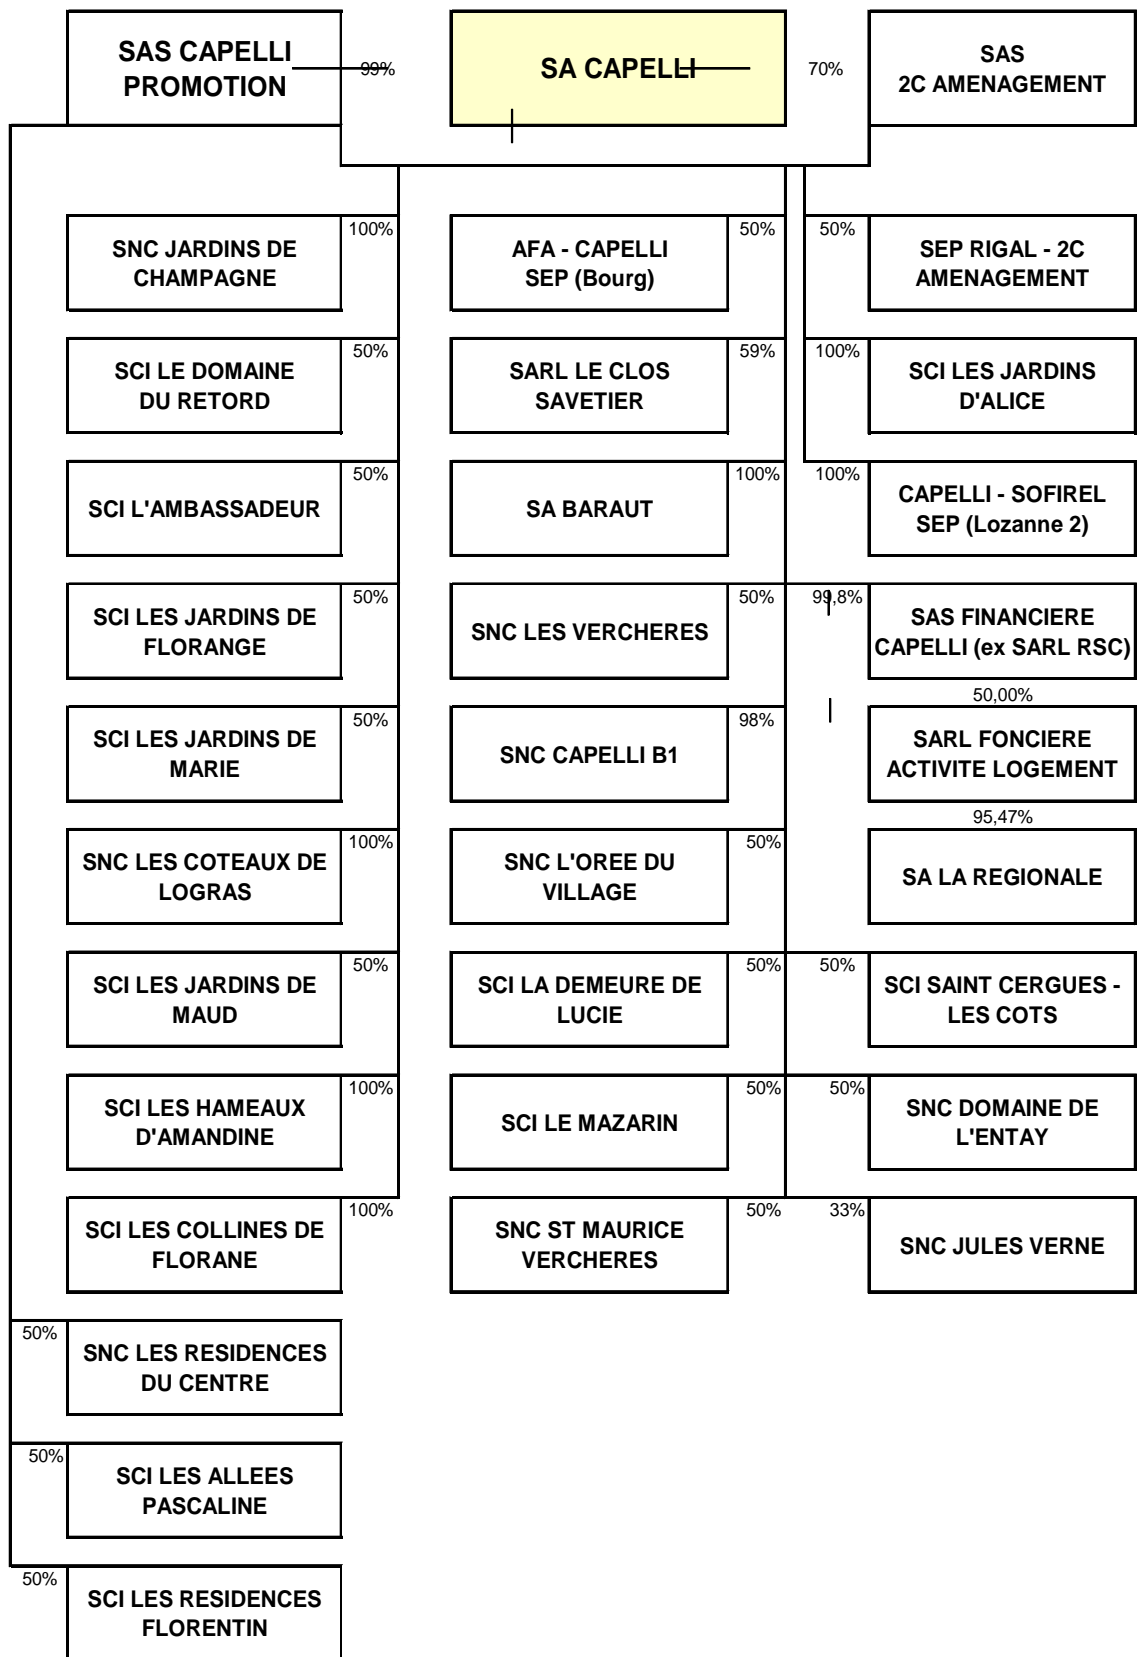 SAS CAPELLI
PROMOTION
99%
SA CAPELLI
70%
SAS
2C AMENAGEMENT
100%
SNC JARDINS DE
CHAMPAGNE
50%
AFA - CAPELLI
SEP (Bourg)
50%
SEP RIGAL - 2C
AMENAGEMENT
50%
SCI LE DOMAINE
DU RETORD
59%
SARL LE CLOS
SAVETIER
100%
SCI LES JARDINS
D'ALICE
50%
SCI L'AMBASSADEUR
100%
SA BARAUT
100%
CAPELLI - SOFIREL
SEP (Lozanne 2)
50%
SCI LES JARDINS DE
FLORANGE
50%
SNC LES VERCHERES
99,8%
SAS FINANCIERE
CAPELLI (ex SARL RSC)
50,00%
50%
SCI LES JARDINS DE
MARIE
98%
SNC CAPELLI B1
SARL FONCIERE
ACTIVITE LOGEMENT
95,47%
100%
SNC LES COTEAUX DE
LOGRAS
50%
SNC L'OREE DU
VILLAGE
SA LA REGIONALE
50%
SCI LES JARDINS DE
MAUD
50%
SCI LA DEMEURE DE
LUCIE
50%
SCI SAINT CERGUES -
LES COTS
100%
SCI LES HAMEAUX
D'AMANDINE
50%
SCI LE MAZARIN
50%
SNC DOMAINE DE
L'ENTAY
100%
SCI LES COLLINES DE
FLORANE
50%
SNC ST MAURICE
VERCHERES
33%
SNC JULES VERNE
50%
SNC LES RESIDENCES
DU CENTRE
50%
SCI LES ALLEES
PASCALINE
50%
SCI LES RESIDENCES
FLORENTIN